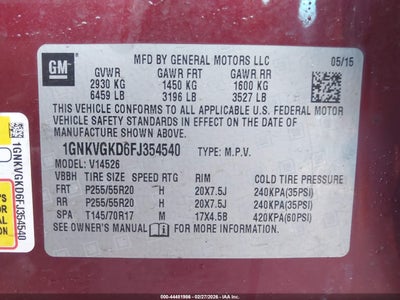 GM
MFD BY GENERAL MOTORS LLC 05/15
GVWR GAWR FRT GAWR RR
2930 KG 1450 KG 1600 KG
6459 LB 3196 LB 3527 LB
THIS VEHICLE CONFORMS TO ALL APPLICABLE U.S. FEDERAL MOTOR
VEHICLE SAFETY STANDARDS IN EFFECT ON THE DATE OF
MANUFACTURE SHOWN ABOVE.
1GNKVGKD6FJ354540 TYPE: M.P.V.
MODEL: V14526
VBBH TIRE SIZE SPEED RTG RIM COLD TIRE PRESSURE
FRT P255/55R20 H 20X7.5J 240KPA(35PSI)
RR P255/55R20 H 20X7.5J 240KPA(35PSI)
SPA T145/70R17 M 17X4.5B 420KPA(60PSI)
SEE OWNER'S MANUAL FOR MORE INFORMATION.
1GNKVGKD6FJ354540
000-44481986 - 02/27/2026 - IAA Proprietary